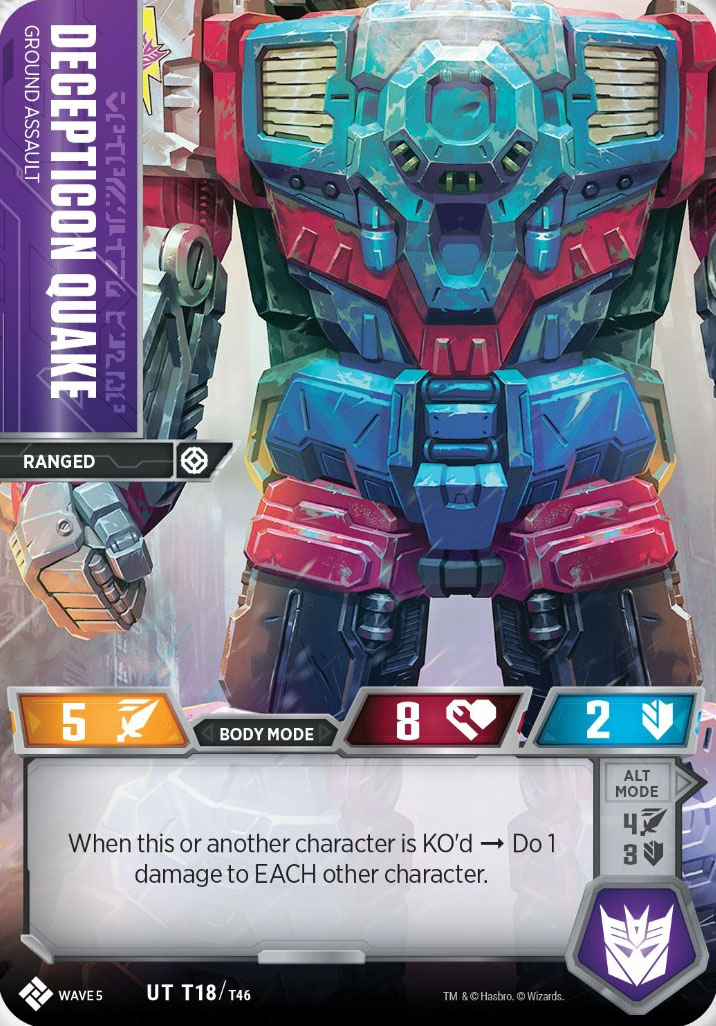 DECEPTICON QUAKE
GROUND ASSAULT
RANGED
5
BODY MODE
8
2
When this or another character is KO'd → Do 1
damage to EACH other character.
ALT
MODE
4
3
WAVE 5
UT T18/T46
TM & © Hasbro. © Wizards.